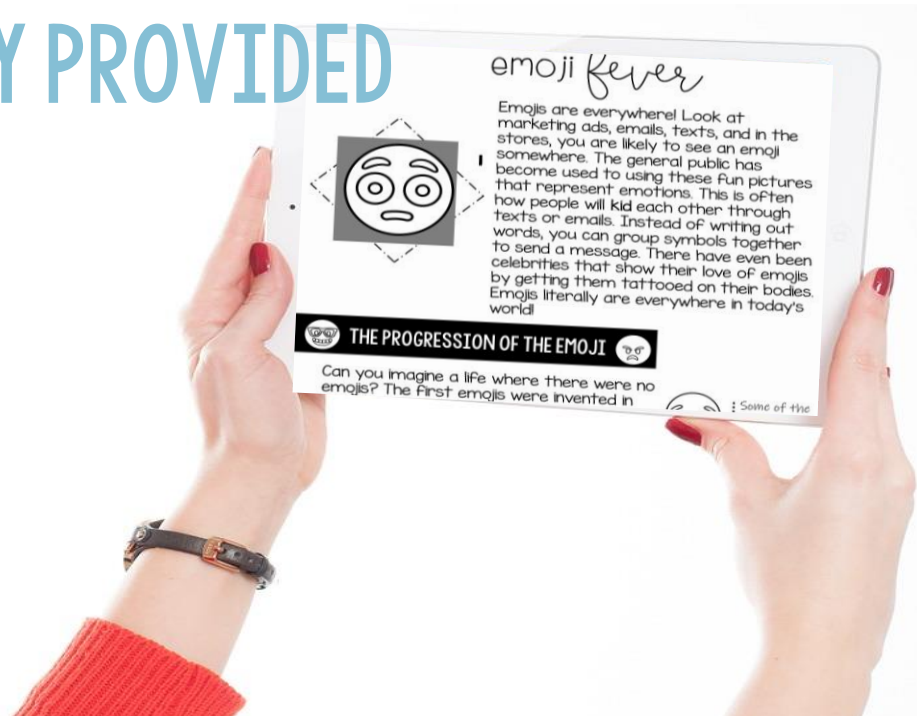 Y PROVIDED
emoji fever
Emojis are everywhere! Look at
marketing ads, emails, texts, and in the
stores, you are likely to see an emoji
somewhere. The general public has
become used to using these fun pictures
that represent emotions. This is often
how people will kid each other through
texts or emails. Instead of writing out
words, you can group symbols together
to send a message. There have even been
celebrities that show their love of emojis
by getting them tattooed on their bodies.
Emojis literally are everywhere in today's
world!
THE PROGRESSION OF THE EMOJI
Can you imagine a life where there were no
emojis? The first emojis were invented in
Some of the